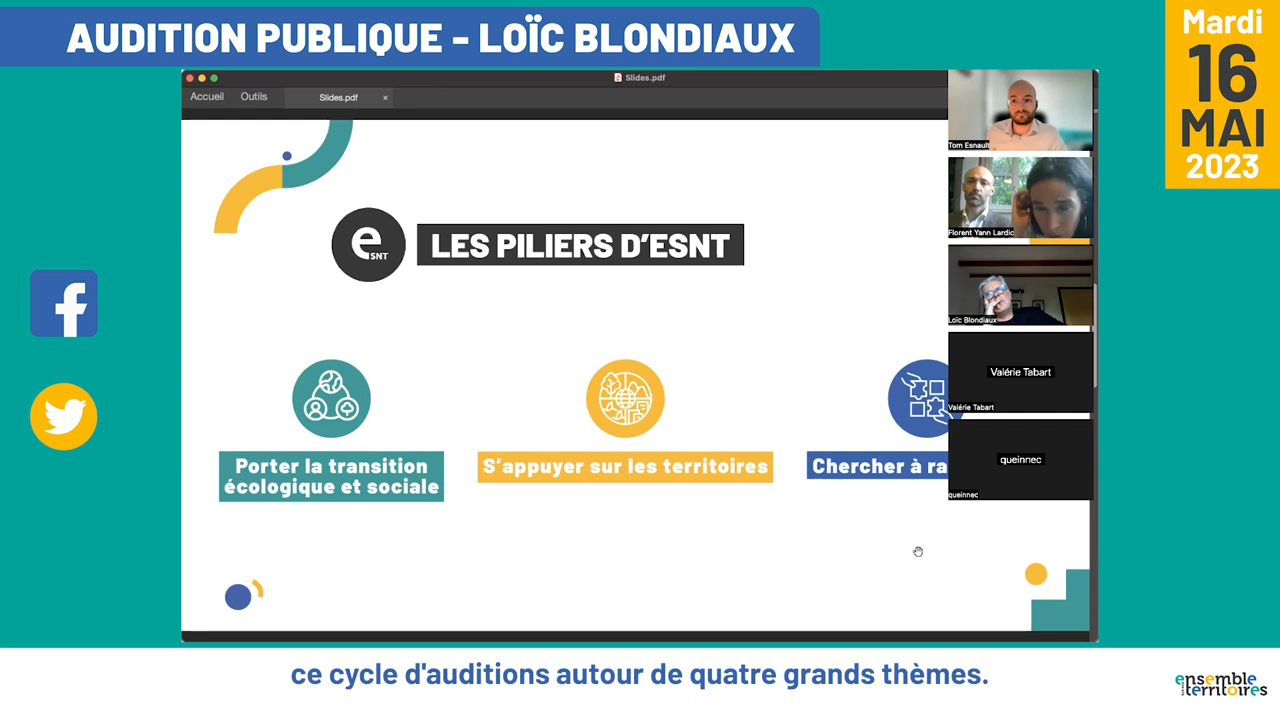 AUDITION PUBLIQUE - LOÏC BLONDIAUX
Mardi
16
MAI
2023
Slides.pdf
Accueil
Outils
Slides.pdf
×
e
SNT
LES PILIERS D'ESNT
Porter la transition
écologique et sociale
S'appuyer sur les territoires
Chercher à ra
Tom Esnault
Florent Yann Lardic
Loïc Blondiaux
Valérie Tabart
Valérie Tabart
queinnec
queinnec
ce cycle d'auditions autour de quatre grands thèmes.
ensemble
territoires